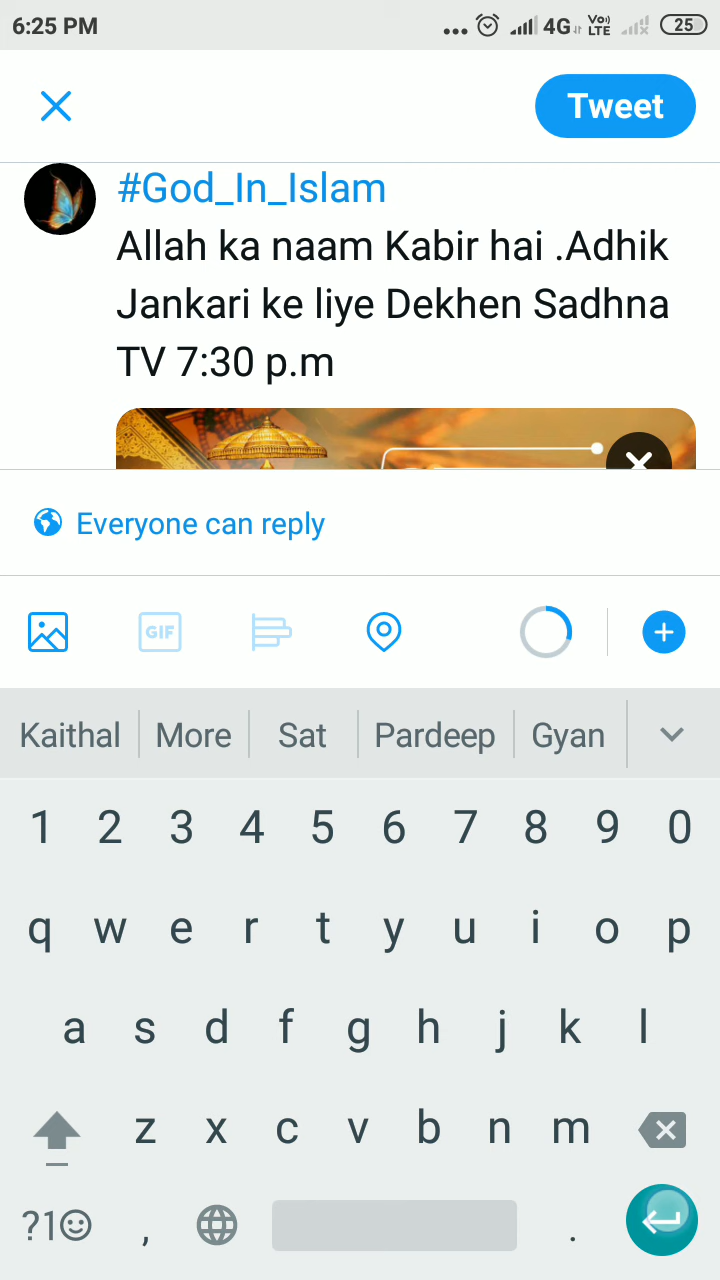 6:25 PM
4G Vo)) LTE 25
Tweet
#God_In_Islam
Allah ka naam Kabir hai .Adhik
Jankari ke liye Dekhen Sadhna
TV 7:30 p.m
Everyone can reply
GIF
Kaithal More Sat Pardeep Gyan
1 2 3 4 5 6 7 8 9 0
q w e r t y u i o p
a s d f g h j k l
z x c v b n m
?1☺ , .